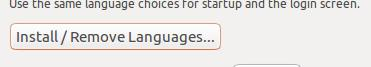 Use the same language choices for startup and the login screen.
Install / Remove Languages...